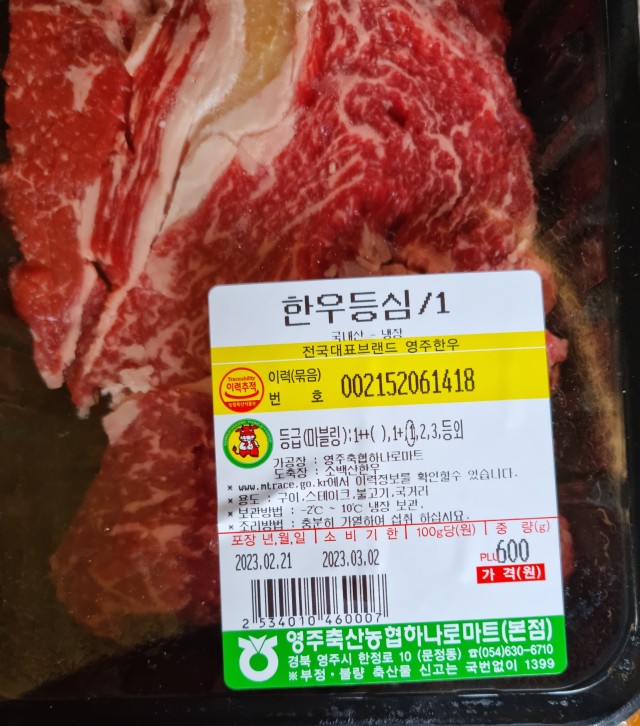 한우등심/1
국내산 - 냉장
전국대표브랜드 영주한우
Traceability
이력추적
이력(묶음)
번 호 002152061418
등급(마블링):1++( ),1+,1,2,3,등외
가공장 : 영주축협하나로마트
도축장 : 소백산한우
× www.mtrace.go.kr에서 이력정보를 확인할수 있습니다.
× 용도 : 구이,스테이크,불고기,국거리
× 보관방법 : -2℃ ~ 10℃ 냉장 보관.
× 조리방법 : 충분히 가열하여 섭취 하십시요.
포장 년,월,일 소 비 기 한 100g당(원) 중 량(g)
2023.02.21 2023.03.02 PLU 600
가 격(원)
2 534010 460007
영주축산농협하나로마트(본점)
경북 영주시 한정로 10 (문정동) ☎(054)630-6710
※부정·불량 축산물 신고는 국번없이 1399